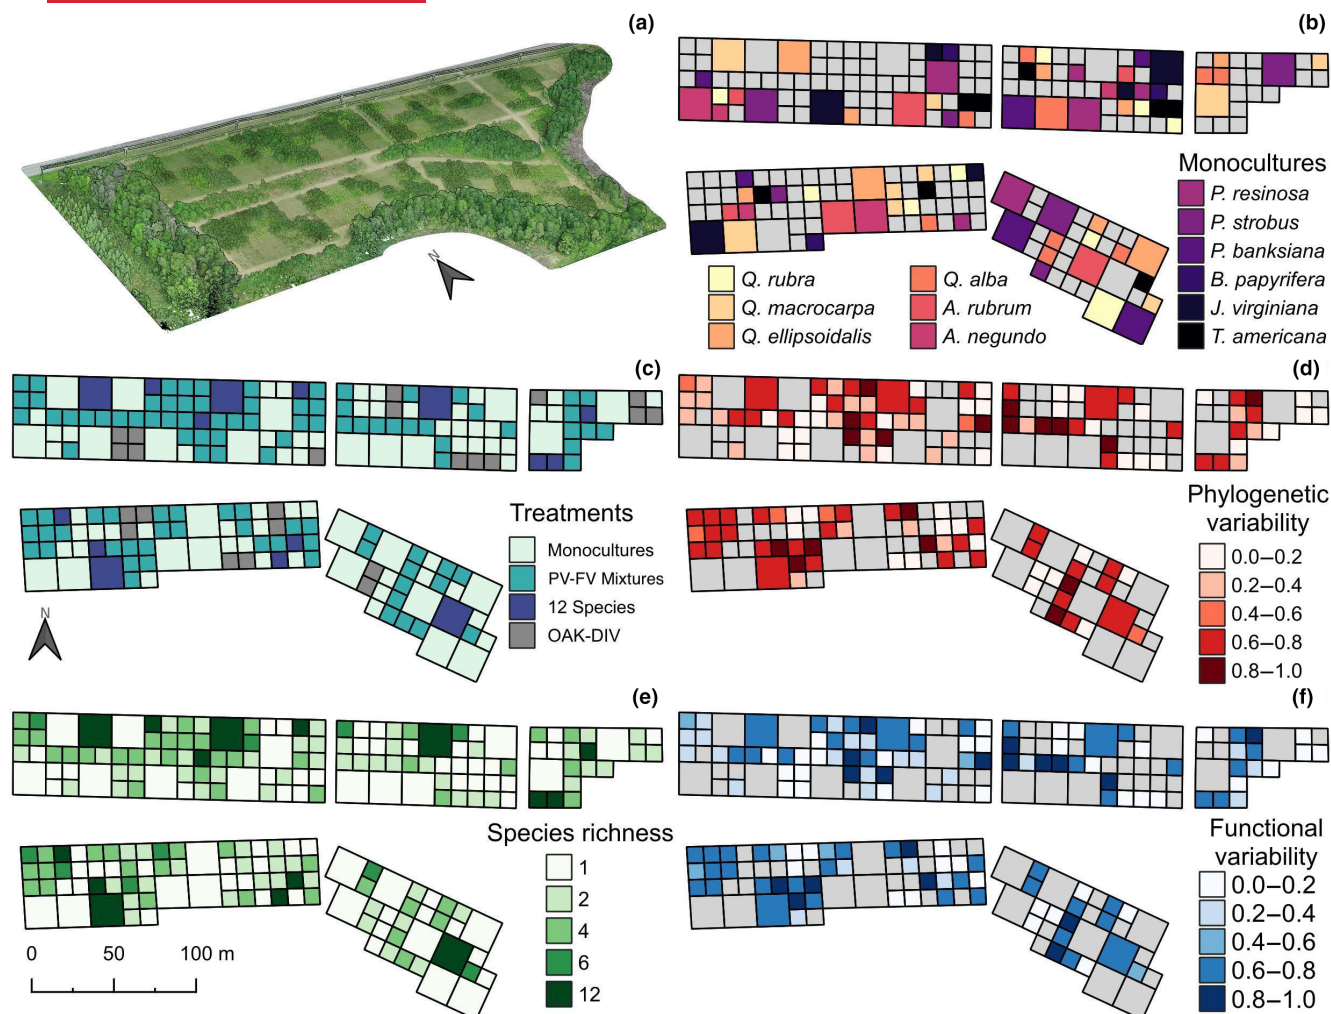 (a)
N
(b)
Monocultures
P. resinosa
P. strobus
P. banksiana
B. papyrifera
J. virginiana
T. americana
Q. rubra
Q. macrocarpa
Q. ellipsoidalis
Q. alba
A. rubrum
A. negundo
(c)
Treatments
Monocultures
PV-FV Mixtures
12 Species
OAK-DIV
N
(d)
Phylogenetic
variability
0.0–0.2
0.2–0.4
0.4–0.6
0.6–0.8
0.8–1.0
(e)
Species richness
1
2
4
6
12
0 50 100 m
(f)
Functional
variability
0.0–0.2
0.2–0.4
0.4–0.6
0.6–0.8
0.8–1.0